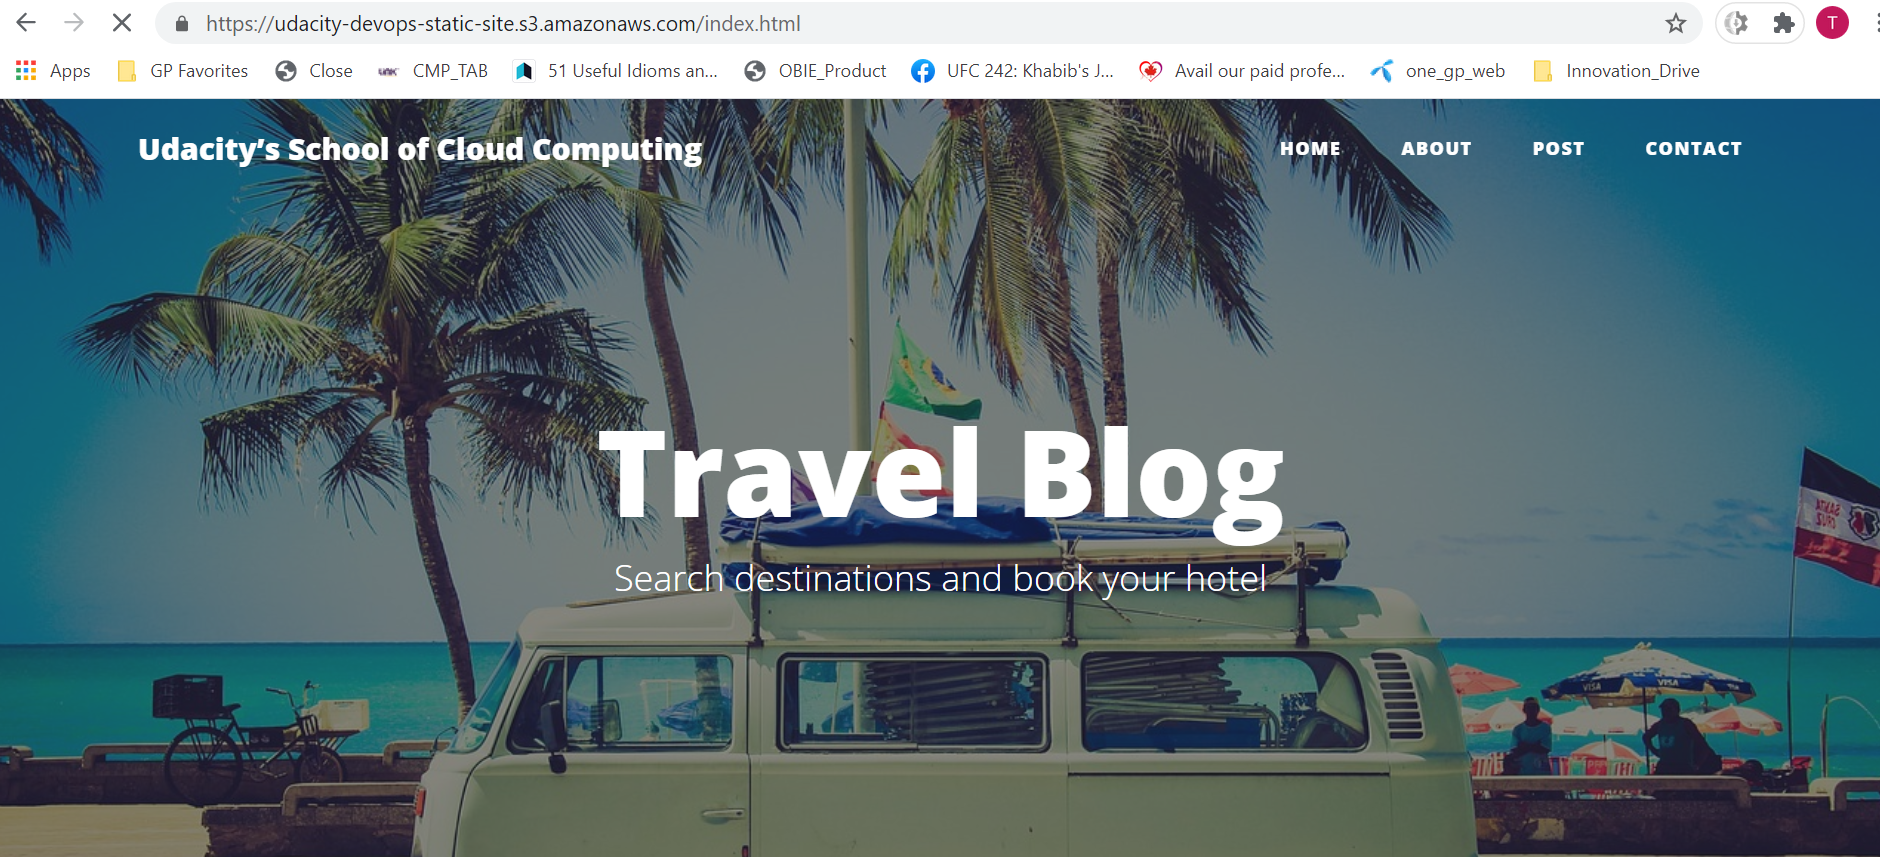 https://udacity-devops-static-site.s3.amazonaws.com/index.html
T
Apps GP Favorites Close CMP_TAB 51 Useful Idioms an... OBIE_Product UFC 242: Khabib's J... Avail our paid profe... one_gp_web Innovation_Drive
Udacity’s School of Cloud Computing HOME ABOUT POST CONTACT
Travel Blog
Search destinations and book your hotel
SANTA
CRUZ
VISA VISA